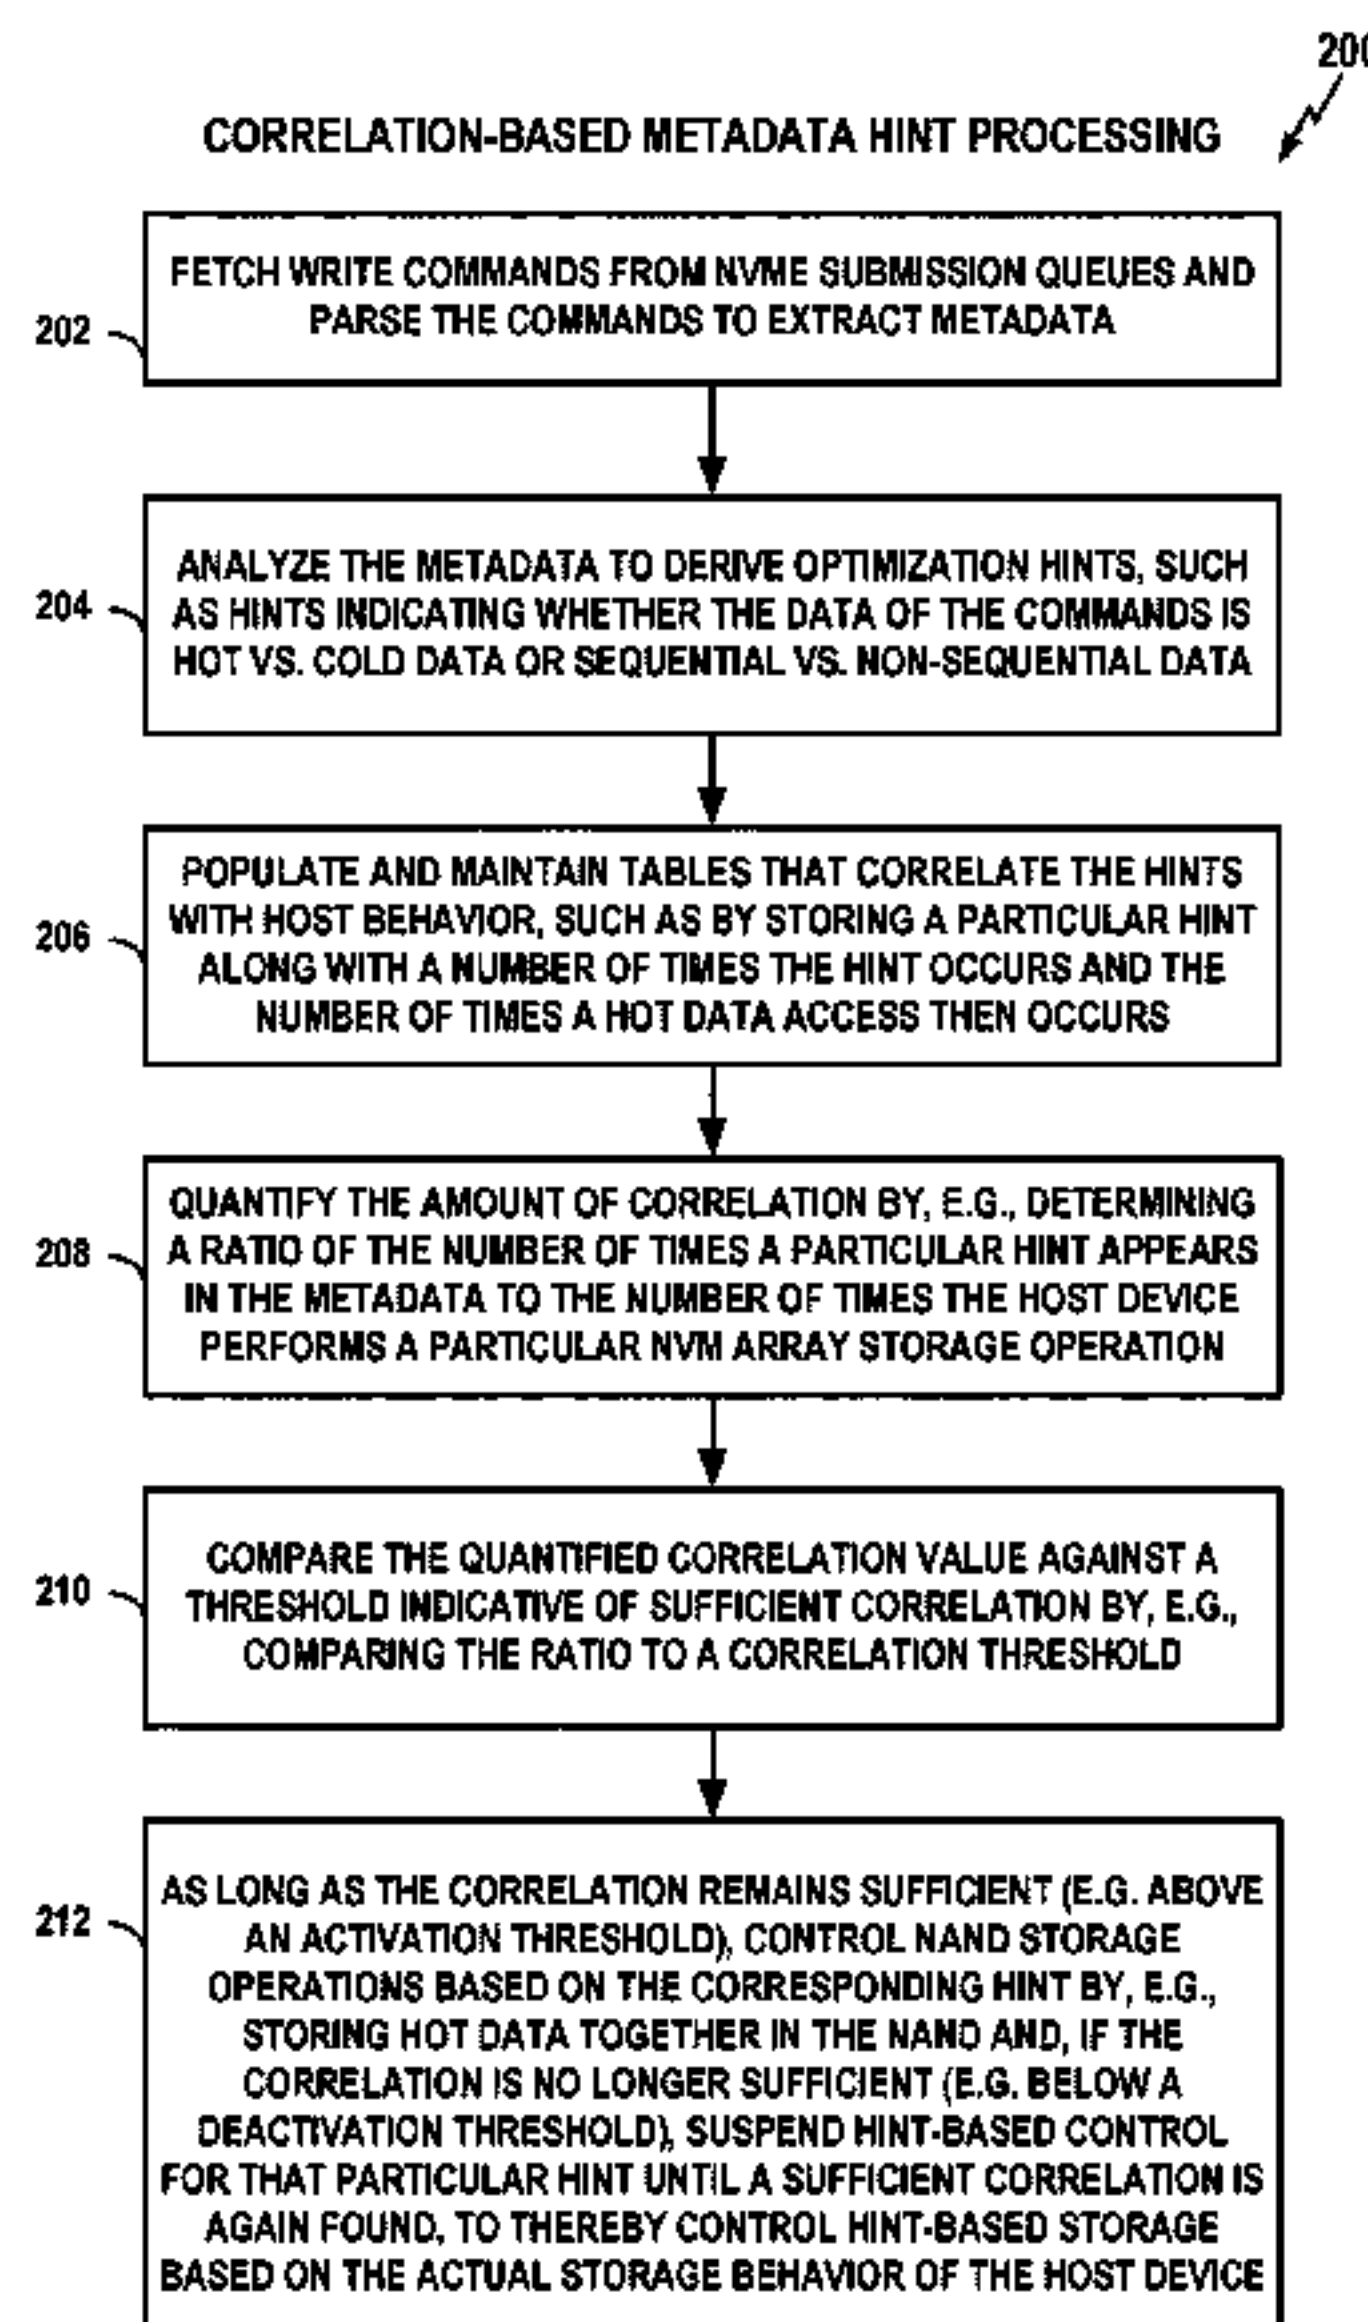 200
CORRELATION-BASED METADATA HINT PROCESSING
202
FETCH WRITE COMMANDS FROM NVME SUBMISSION QUEUES AND
PARSE THE COMMANDS TO EXTRACT METADATA
204
ANALYZE THE METADATA TO DERIVE OPTIMIZATION HINTS, SUCH
AS HINTS INDICATING WHETHER THE DATA OF THE COMMANDS IS
HOT VS. COLD DATA OR SEQUENTIAL VS. NON-SEQUENTIAL DATA
206
POPULATE AND MAINTAIN TABLES THAT CORRELATE THE HINTS
WITH HOST BEHAVIOR, SUCH AS BY STORING A PARTICULAR HINT
ALONG WITH A NUMBER OF TIMES THE HINT OCCURS AND THE
NUMBER OF TIMES A HOT DATA ACCESS THEN OCCURS
208
QUANTIFY THE AMOUNT OF CORRELATION BY, E.G., DETERMINING
A RATIO OF THE NUMBER OF TIMES A PARTICULAR HINT APPEARS
IN THE METADATA TO THE NUMBER OF TIMES THE HOST DEVICE
PERFORMS A PARTICULAR NVM ARRAY STORAGE OPERATION
210
COMPARE THE QUANTIFIED CORRELATION VALUE AGAINST A
THRESHOLD INDICATIVE OF SUFFICIENT CORRELATION BY, E.G.,
COMPARING THE RATIO TO A CORRELATION THRESHOLD
212
AS LONG AS THE CORRELATION REMAINS SUFFICIENT (E.G. ABOVE
AN ACTIVATION THRESHOLD), CONTROL NAND STORAGE
OPERATIONS BASED ON THE CORRESPONDING HINT BY, E.G.,
STORING HOT DATA TOGETHER IN THE NAND AND, IF THE
CORRELATION IS NO LONGER SUFFICIENT (E.G. BELOW A
DEACTIVATION THRESHOLD), SUSPEND HINT-BASED CONTROL
FOR THAT PARTICULAR HINT UNTIL A SUFFICIENT CORRELATION IS
AGAIN FOUND, TO THEREBY CONTROL HINT-BASED STORAGE
BASED ON THE ACTUAL STORAGE BEHAVIOR OF THE HOST DEVICE